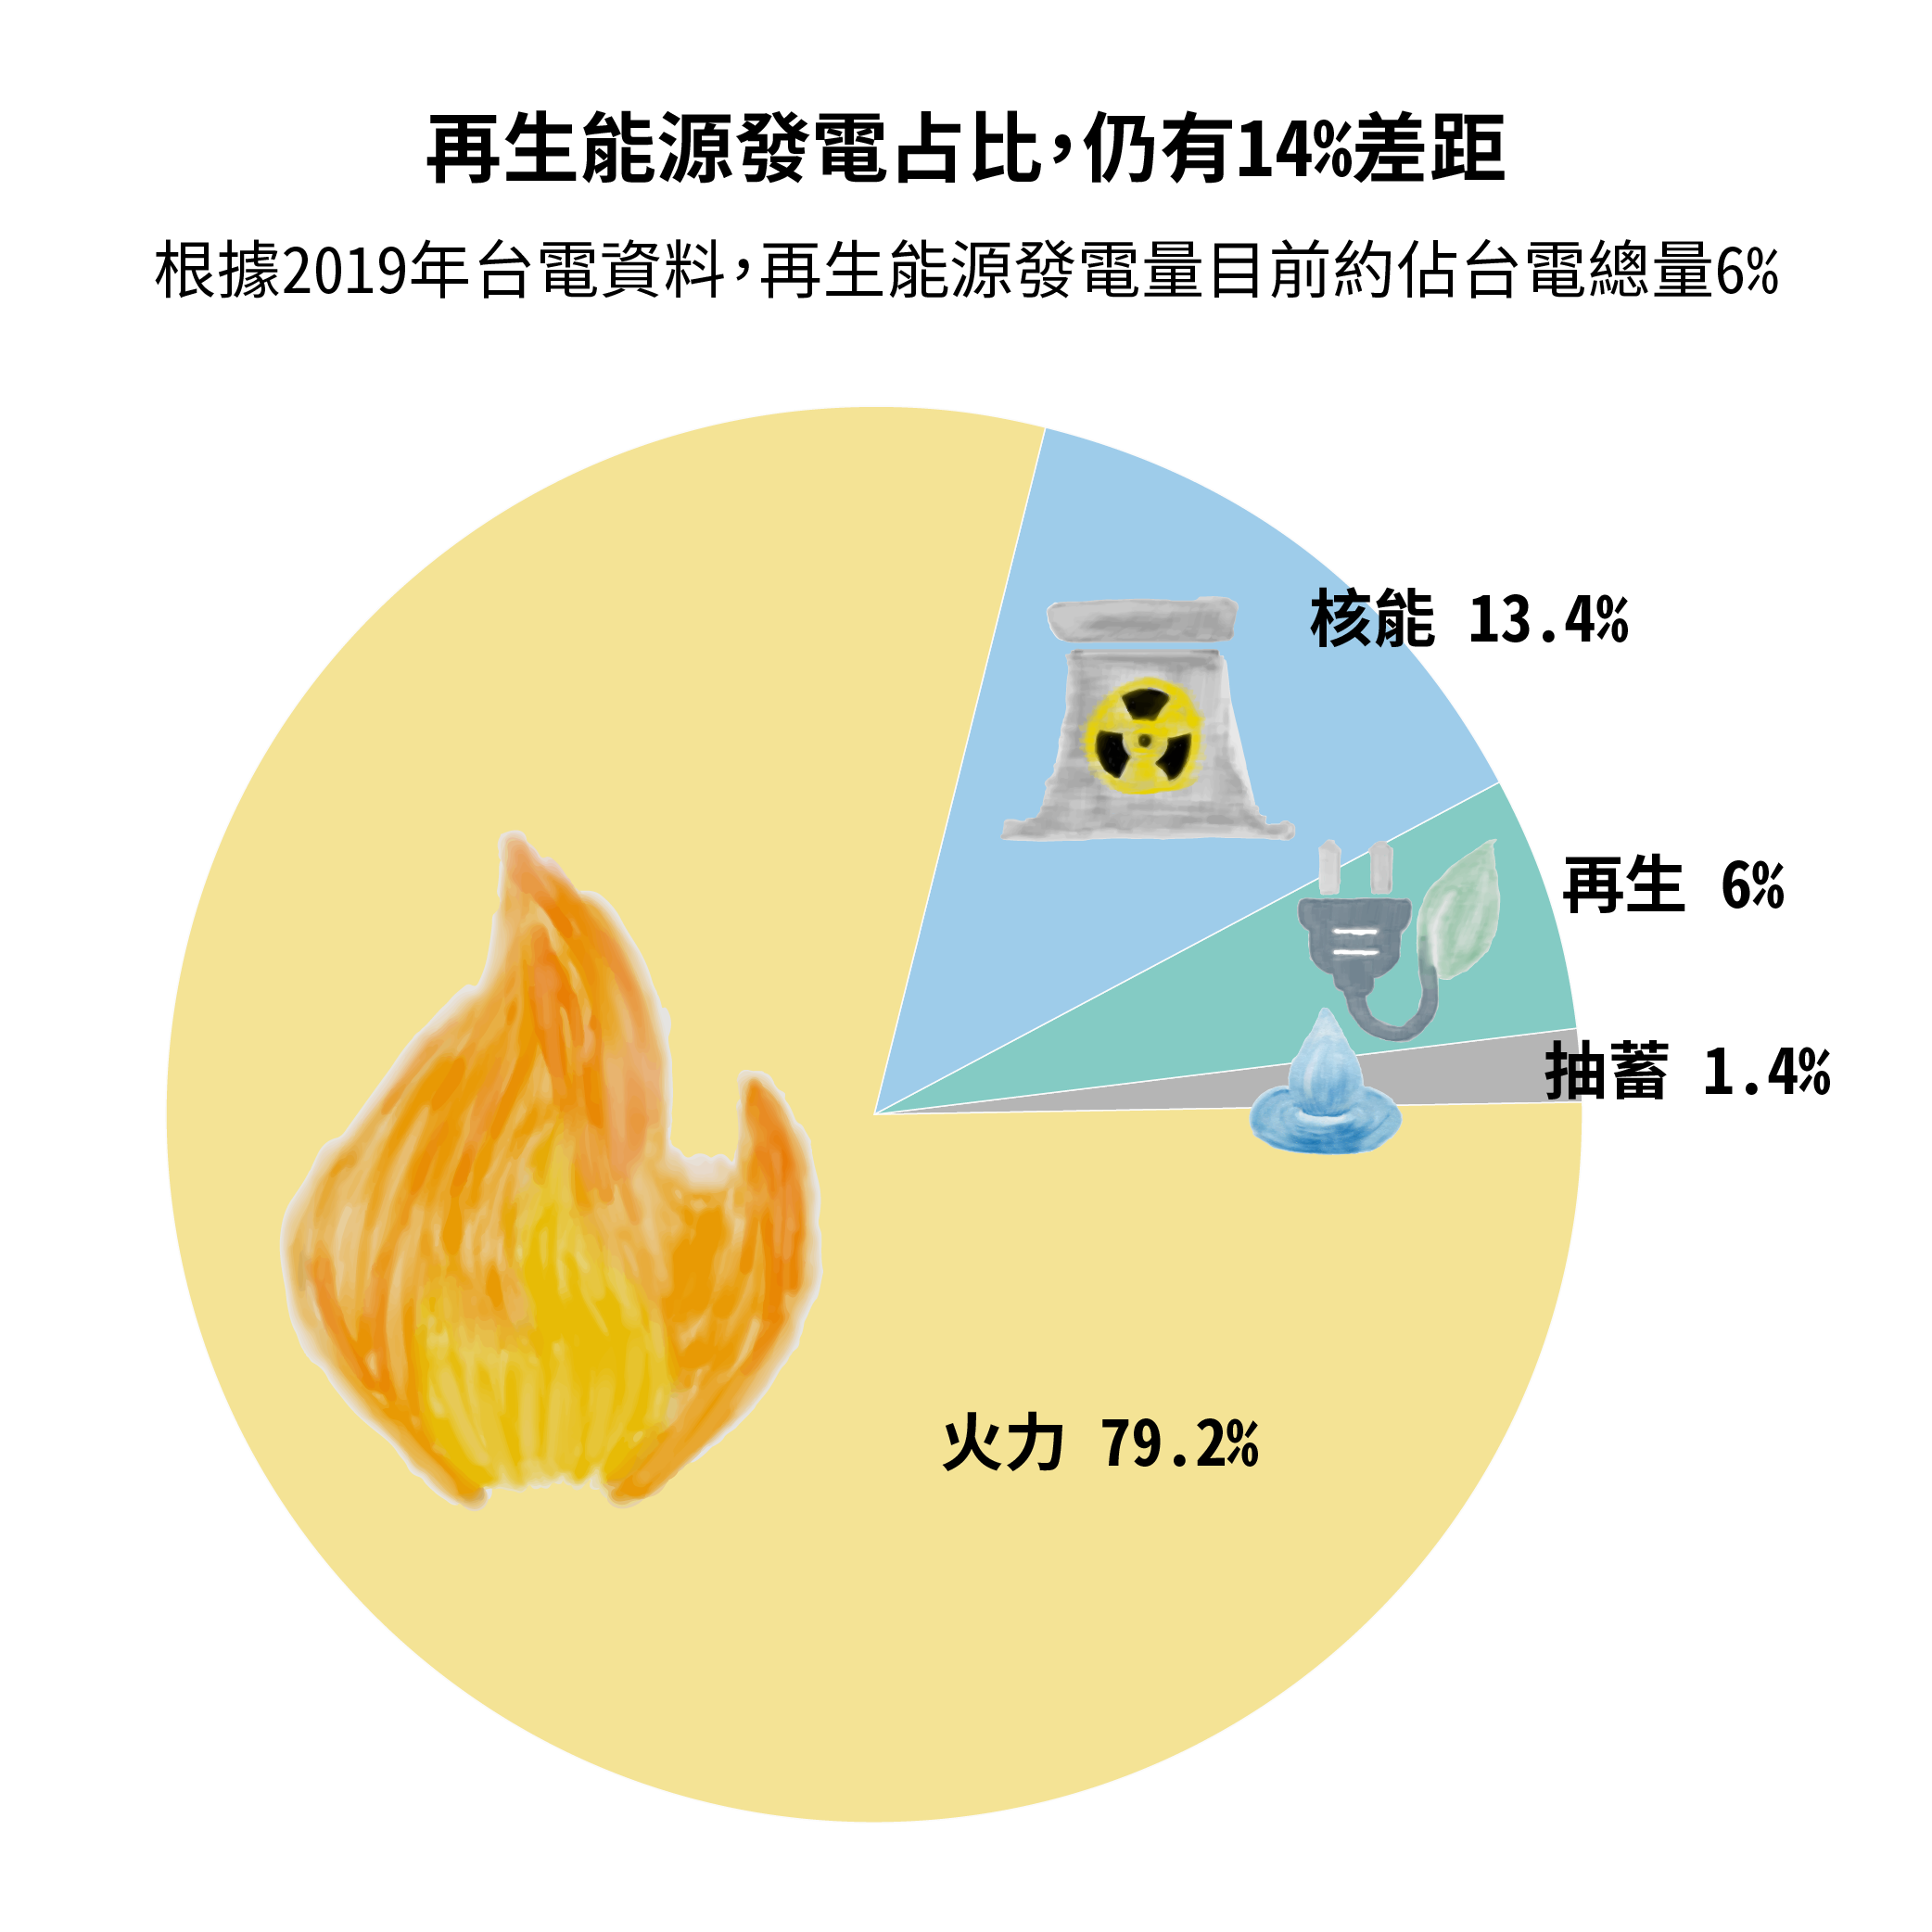 再生能源發電占比，仍有14%差距
根據2019年台電資料，再生能源發電量目前約佔台電總量6%
核能 13.4%
再生 6%
抽蓄 1.4%
火力 79.2%